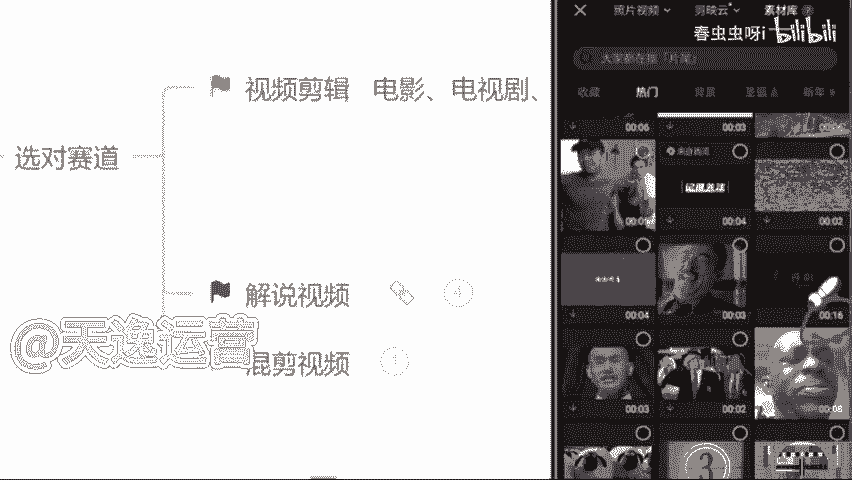 选对赛道
视频剪辑 电影、电视剧、
解说视频
4
混剪视频
1
@天逸运营
照片视频 剪映云 素材库
春虫虫呀i bilibili
收藏 热门 背景
00:06 00:03
00:04 00:02
00:04 00:03 00:16
00:03 00:02 00:08
3